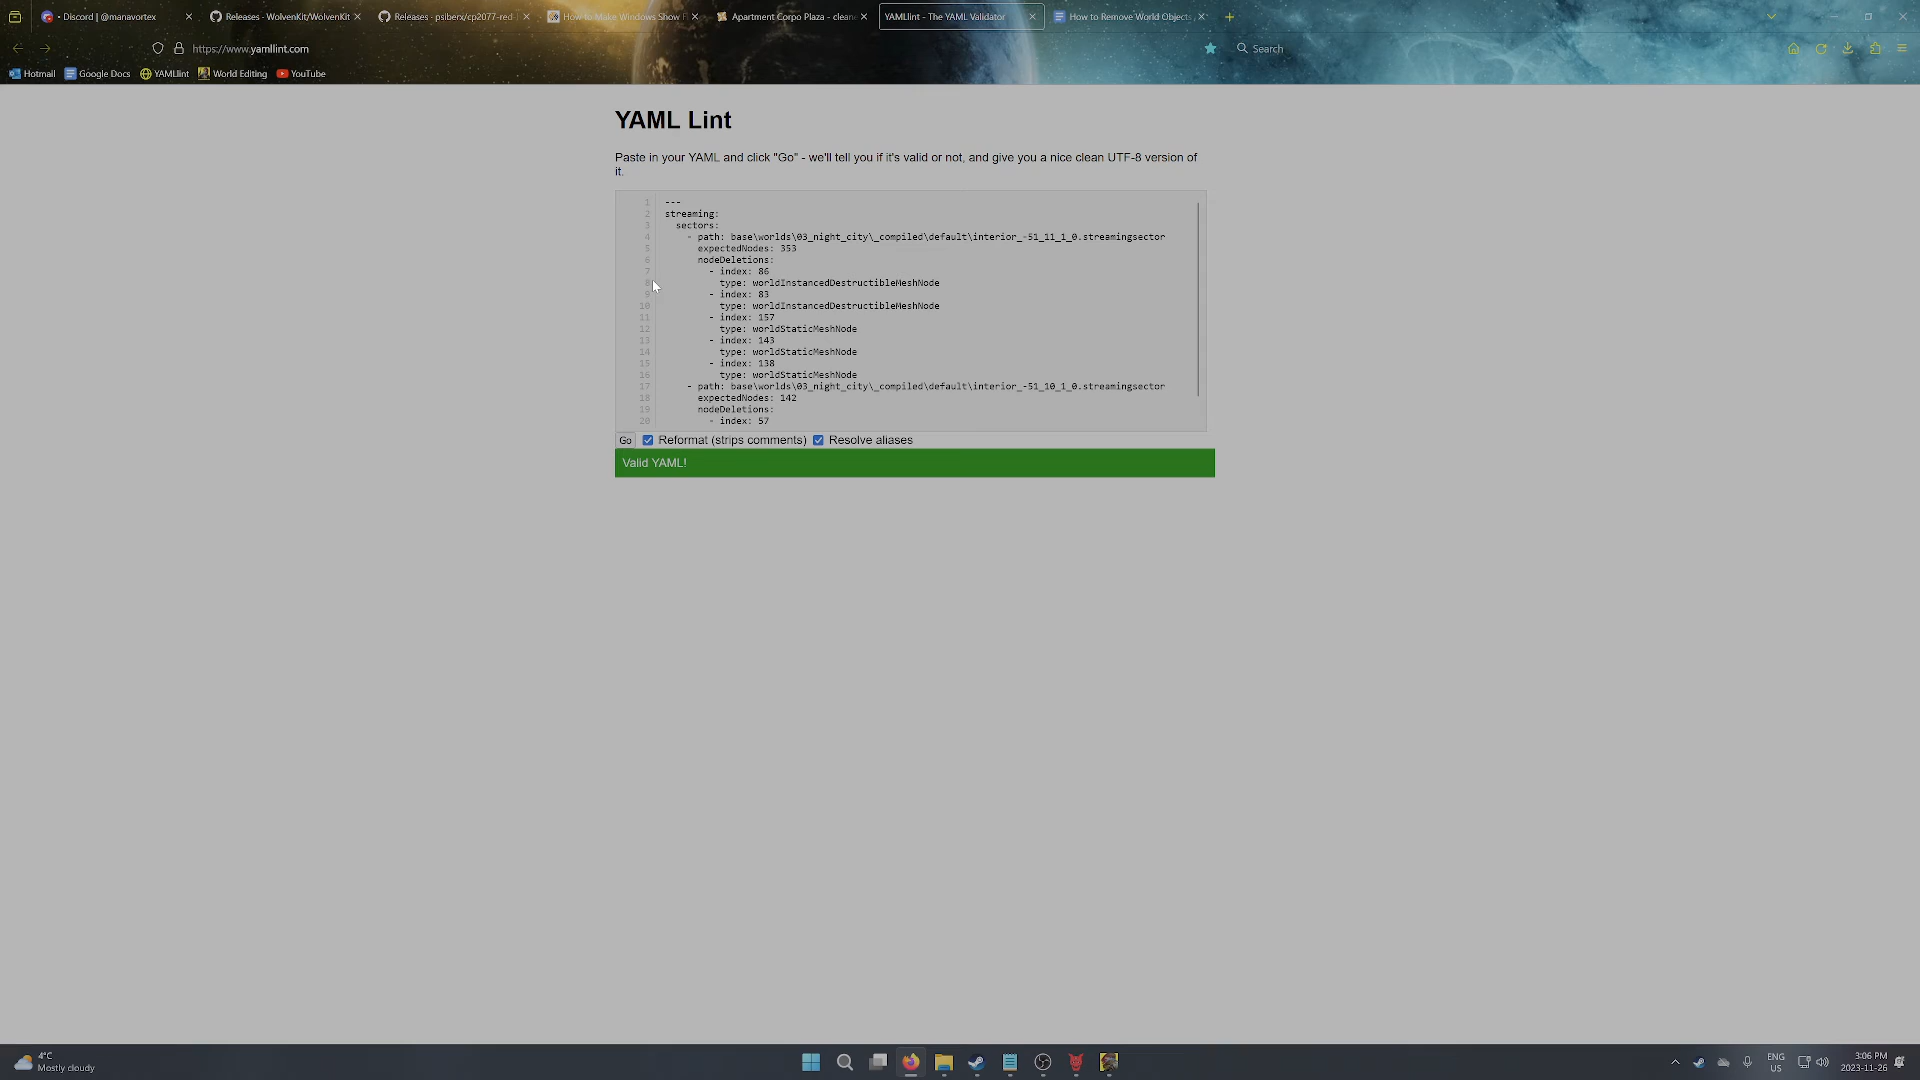 Discord | @manavortex
Releases · WolvenKit/WolvenKit
Releases · psiberx/cp2077-red
How to Make Windows Show F
Apartment Corpo Plaza - clean
YAMLlint - The YAML Validator
How to Remove World Objects
https://www.yamllint.com
Search
Hotmail
Google Docs
YAMLlint
World Editing
YouTube
YAML Lint
Paste in your YAML and click "Go" - we'll tell you if it's valid or not, and give you a nice clean UTF-8 version of
it.
1 ---
2 streaming:
3 sectors:
4 - path: base\worlds\03_night_city\_compiled\default\interior_-51_11_1_0.streamingsector
5 expectedNodes: 353
6 nodeDeletions:
7 - index: 86
8 type: worldInstancedDestructibleMeshNode
9 - index: 83
10 type: worldInstancedDestructibleMeshNode
11 - index: 157
12 type: worldStaticMeshNode
13 - index: 143
14 type: worldStaticMeshNode
15 - index: 138
16 type: worldStaticMeshNode
17 - path: base\worlds\03_night_city\_compiled\default\interior_-51_10_1_0.streamingsector
18 expectedNodes: 142
19 nodeDeletions:
20 - index: 57
Go Reformat (strips comments) Resolve aliases
Valid YAML!
4°C
Mostly cloudy
ENG
US
3:06 PM
2023-11-26